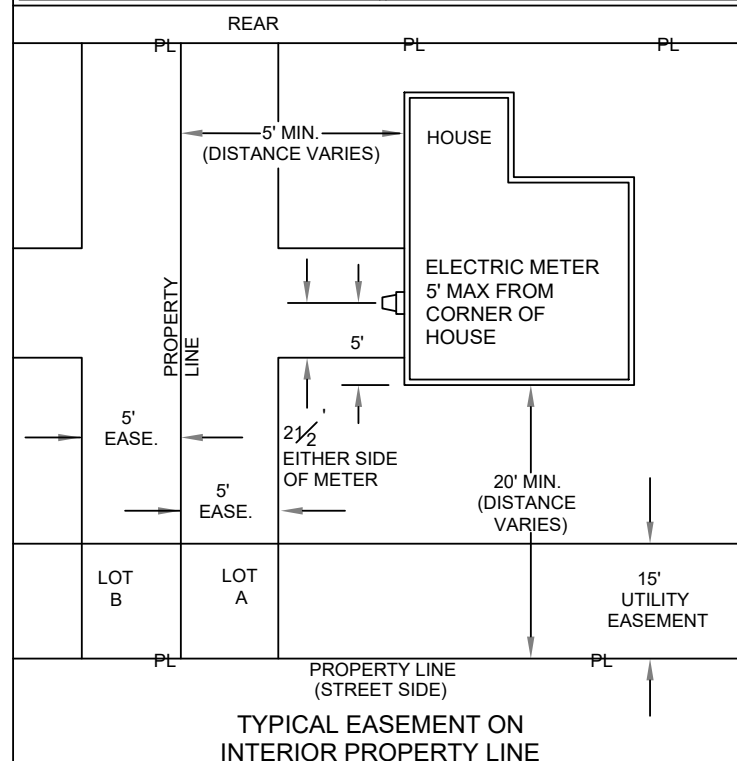 REAR
PL
PL
PL
5' MIN.
(DISTANCE VARIES)
HOUSE
ELECTRIC METER
5' MAX FROM
CORNER OF
HOUSE
PROPERTY
LINE
5'
5'
EASE.
2 1/2'
EITHER SIDE
OF METER
5'
EASE.
20' MIN.
(DISTANCE
VARIES)
LOT
B
LOT
A
15'
UTILITY
EASEMENT
PL
PROPERTY LINE
(STREET SIDE)
PL
TYPICAL EASEMENT ON
INTERIOR PROPERTY LINE